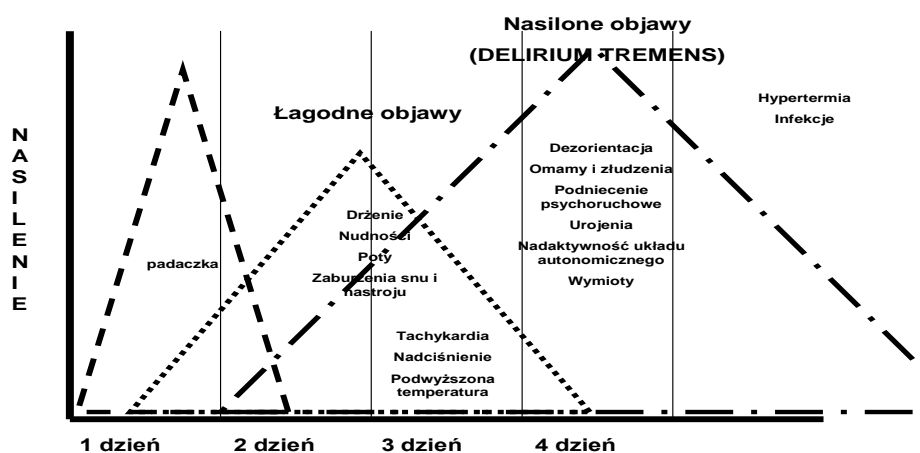 Nasilone objawy
(DELIRIUM TREMENS)
Hypertermia
Infekcje
Łagodne objawy
N
A
S
I
L
E
N
I
E
Dezorientacja
Omamy i złudzenia
Podniecenie
psychoruchowe
Urojenia
Nadaktywność układu
autonomicznego
Wymioty
Drżenie
Nudności
Poty
Zaburzenia snu i
nastroju
padaczka
Tachykardia
Nadciśnienie
Podwyższona
temperatura
1 dzień
2 dzień
3 dzień
4 dzień